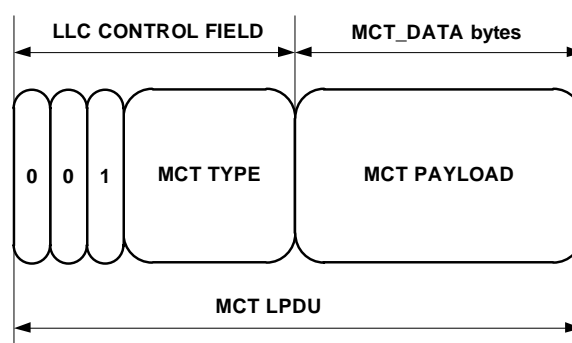 LLC CONTROL FIELD MCT_DATA bytes
0 0 1 MCT TYPE MCT PAYLOAD
MCT LPDU